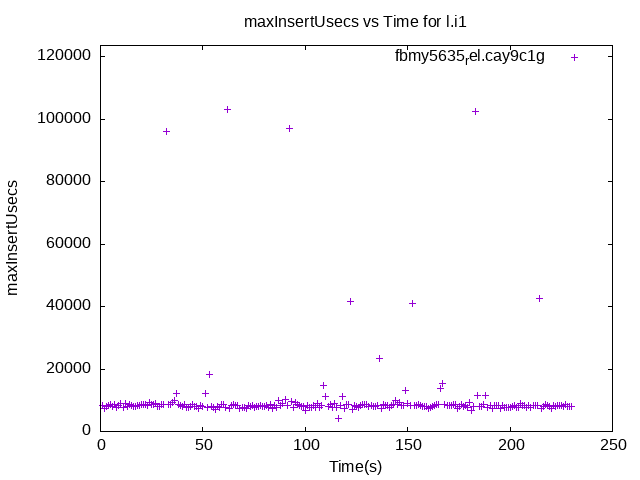 maxInsertUsecs vs Time for l.i1
fbmy5635rel.cay9c1g
120000
100000
80000
60000
40000
20000
0
maxInsertUsecs
0 50 100 150 200 250
Time(s)